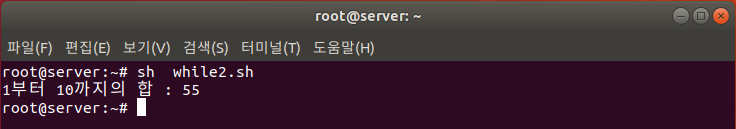 root@server: ~
파일(F) 편집(E) 보기(V) 검색(S) 터미널(T) 도움말(H)
root@server:~# sh  while2.sh
1부터 10까지의 합 : 55
root@server:~#